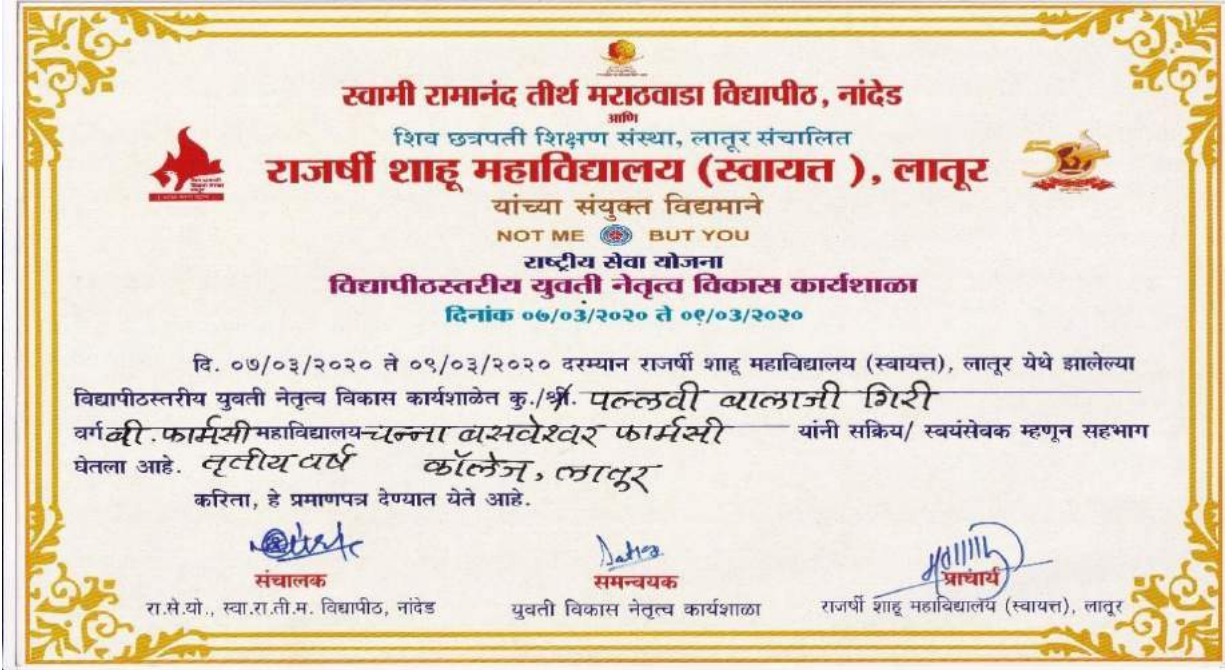 स्वामी रामानंद तीर्थ मराठवाडा विद्यापीठ, नांदेड
आणि
शिव छत्रपती शिक्षण संस्था, लातूर संचालित
राजर्षी शाहू महाविद्यालय (स्वायत्त ), लातूर
यांच्या संयुक्त विद्यमाने
NOT ME BUT YOU
राष्ट्रीय सेवा योजना
विद्यापीठस्तरीय युवती नेतृत्व विकास कार्यशाळा
दिनांक ०७/०३/२०२० ते ०९/०३/२०२०
दि. ०७/०३/२०२० ते ०९/०३/२०२० दरम्यान राजर्षी शाहू महाविद्यालय (स्वायत्त), लातूर येथे झालेल्या
विद्यापीठस्तरीय युवती नेतृत्व विकास कार्यशाळेत कु./श्री. पल्लवी बालाजी गिरी
वर्ग बी. फार्मसी महाविद्यालय चन्ना बसवेश्वर फार्मसी यांनी सक्रिय/ स्वयंसेवक म्हणून सहभाग
घेतला आहे. तृतीय वर्ष कॉलेज, लातूर
करिता, हे प्रमाणपत्र देण्यात येते आहे.
संचालक समन्वयक प्राचार्य
रा.से.यो., स्वा.रा.ती.म. विद्यापीठ, नांदेड युवती विकास नेतृत्व कार्यशाळा राजर्षी शाहू महाविद्यालय (स्वायत्त), लातूर